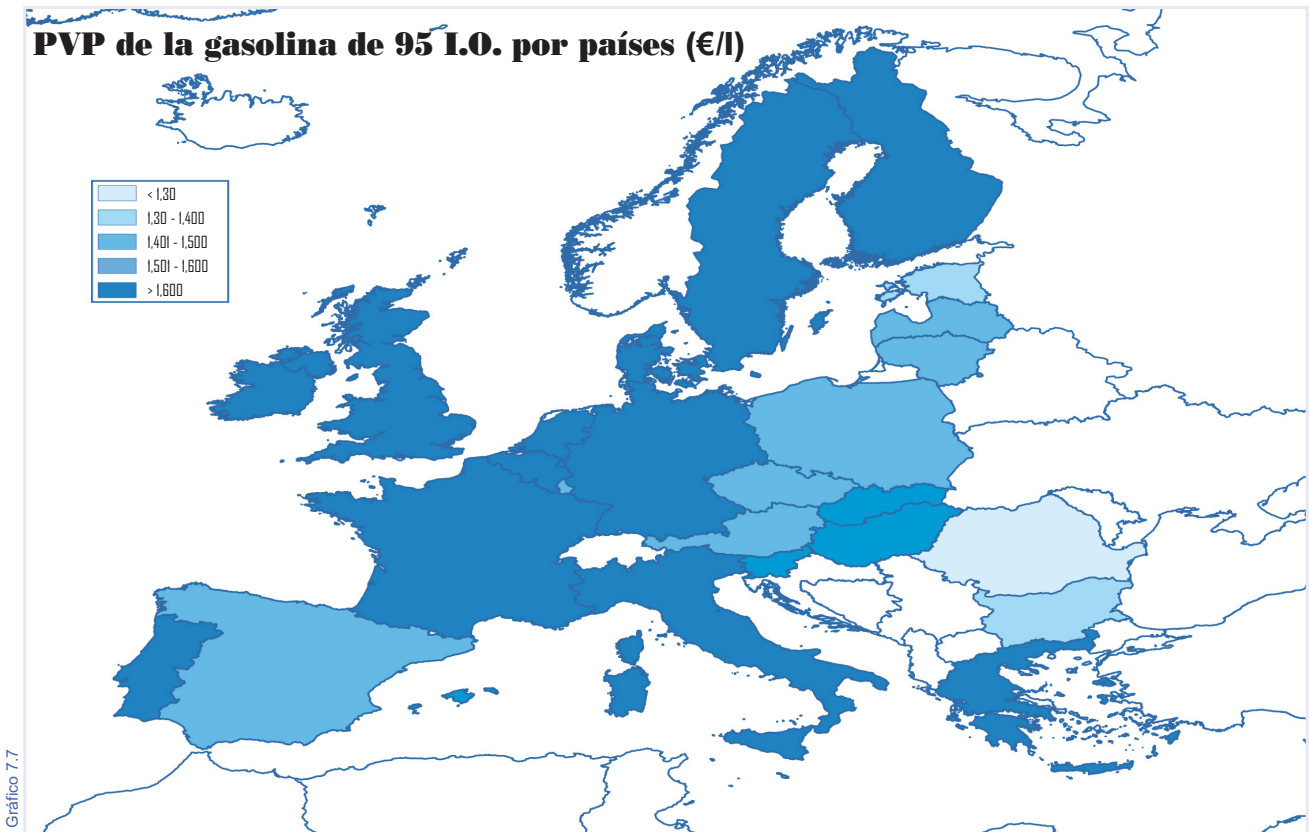 PVP de la gasolina de 95 I.O. por países (€/l)
< 1,30
1,30 - 1,400
1,401 - 1,500
1,501 - 1,600
> 1,600
Gráfico 7.7